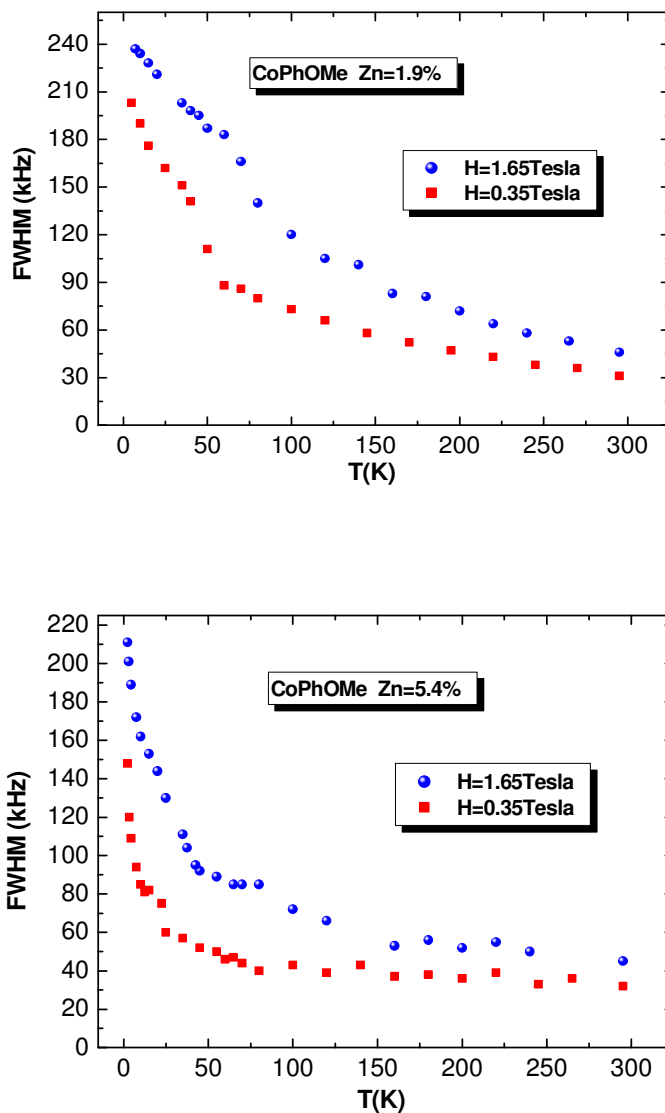 240
210
180
150
120
90
60
30
0
FWHM (kHz)
CoPhOMe Zn=1.9%
H=1.65Tesla
H=0.35Tesla
0 50 100 150 200 250 300
T(K)
220
200
180
160
140
120
100
80
60
40
20
0
FWHM (kHz)
CoPhOMe Zn=5.4%
H=1.65Tesla
H=0.35Tesla
0 50 100 150 200 250 300
T(K)